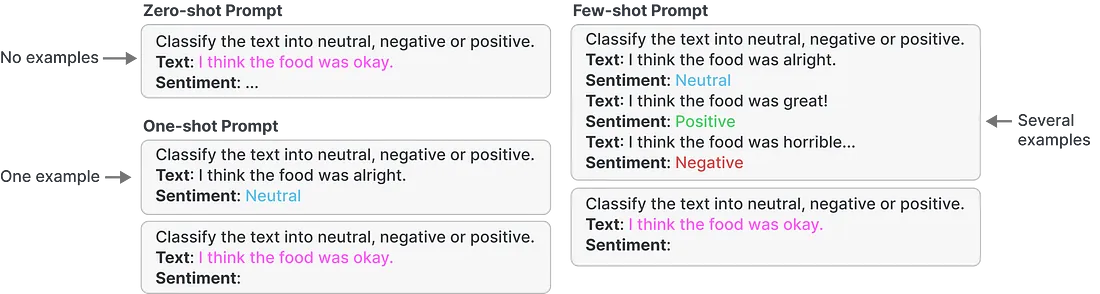 Zero-shot Prompt
No examples
Classify the text into neutral, negative or positive.
Text: I think the food was okay.
Sentiment: ...
One-shot Prompt
One example
Classify the text into neutral, negative or positive.
Text: I think the food was alright.
Sentiment: Neutral
Classify the text into neutral, negative or positive.
Text: I think the food was okay.
Sentiment:
Few-shot Prompt
Classify the text into neutral, negative or positive.
Text: I think the food was alright.
Sentiment: Neutral
Text: I think the food was great!
Sentiment: Positive
Text: I think the food was horrible...
Sentiment: Negative
Several
examples
Classify the text into neutral, negative or positive.
Text: I think the food was okay.
Sentiment: